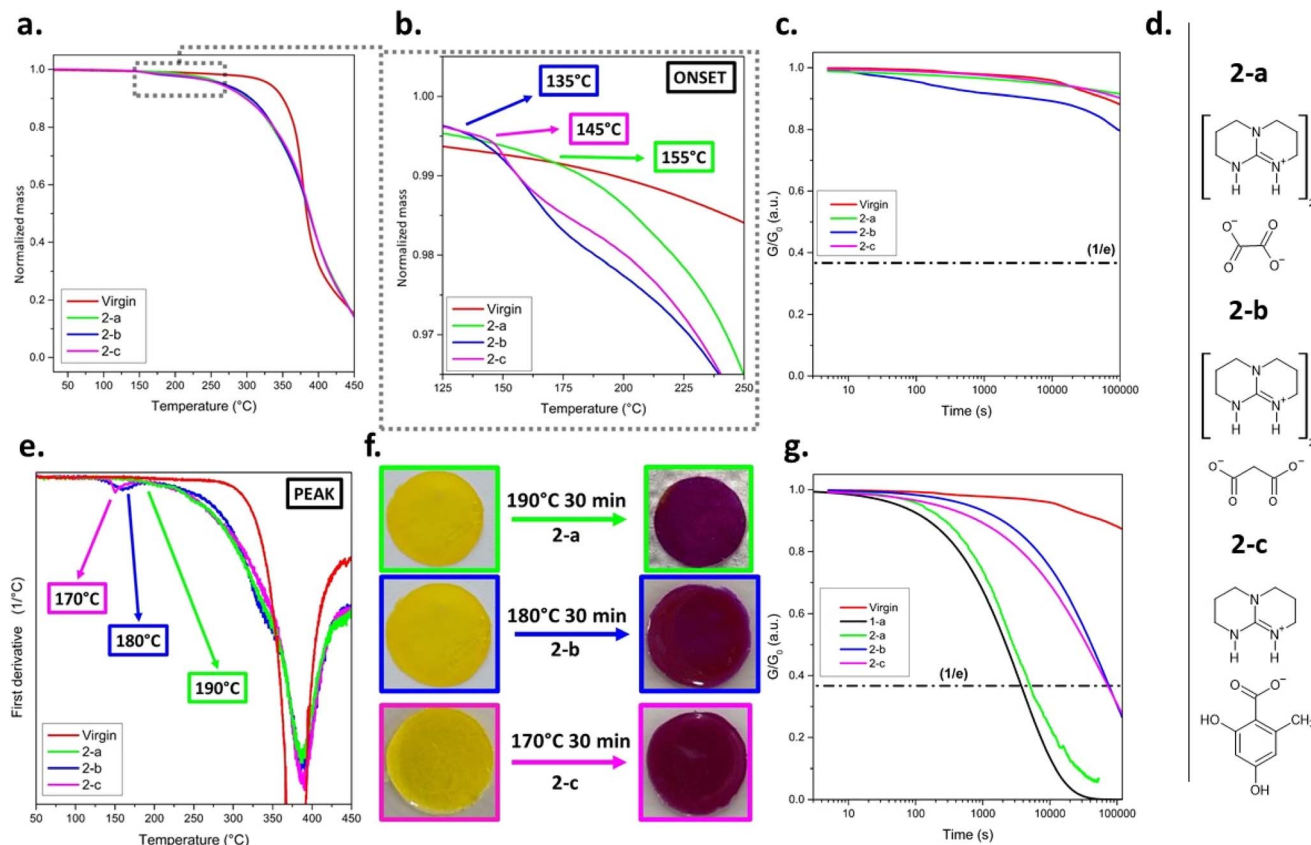 a.
1.0
0.8
0.6
0.4
0.2
0.0
Normalized mass
Virgin
2-a
2-b
2-c
50 100 150 200 250 300 350 400 450
Temperature (°C)
b.
ONSET
135°C
145°C
155°C
1.00
0.99
0.98
0.97
Normalized mass
Virgin
2-a
2-b
2-c
125 150 175 200 225 250
Temperature (°C)
c.
1.0
0.8
0.6
0.4
0.2
0.0
G/G0 (a.u.)
Virgin
2-a
2-b
2-c
(1/e)
10 100 1000 10000 100000
Time (s)
d.
2-a
N
N N+
H H
2
O- O
O O-
2-b
N
N N+
H H
2
O- O-
O O
2-c
N
N N+
H H
O O-
HO CH3
OH
e.
PEAK
170°C
180°C
190°C
First derivative (1/°C)
Virgin
2-a
2-b
2-c
50 100 150 200 250 300 350 400 450
Temperature (°C)
f.
190°C 30 min
2-a
180°C 30 min
2-b
170°C 30 min
2-c
g.
1.0
0.8
0.6
0.4
0.2
0.0
G/G0 (a.u.)
Virgin
1-a
2-a
2-b
2-c
(1/e)
10 100 1000 10000 100000
Time (s)